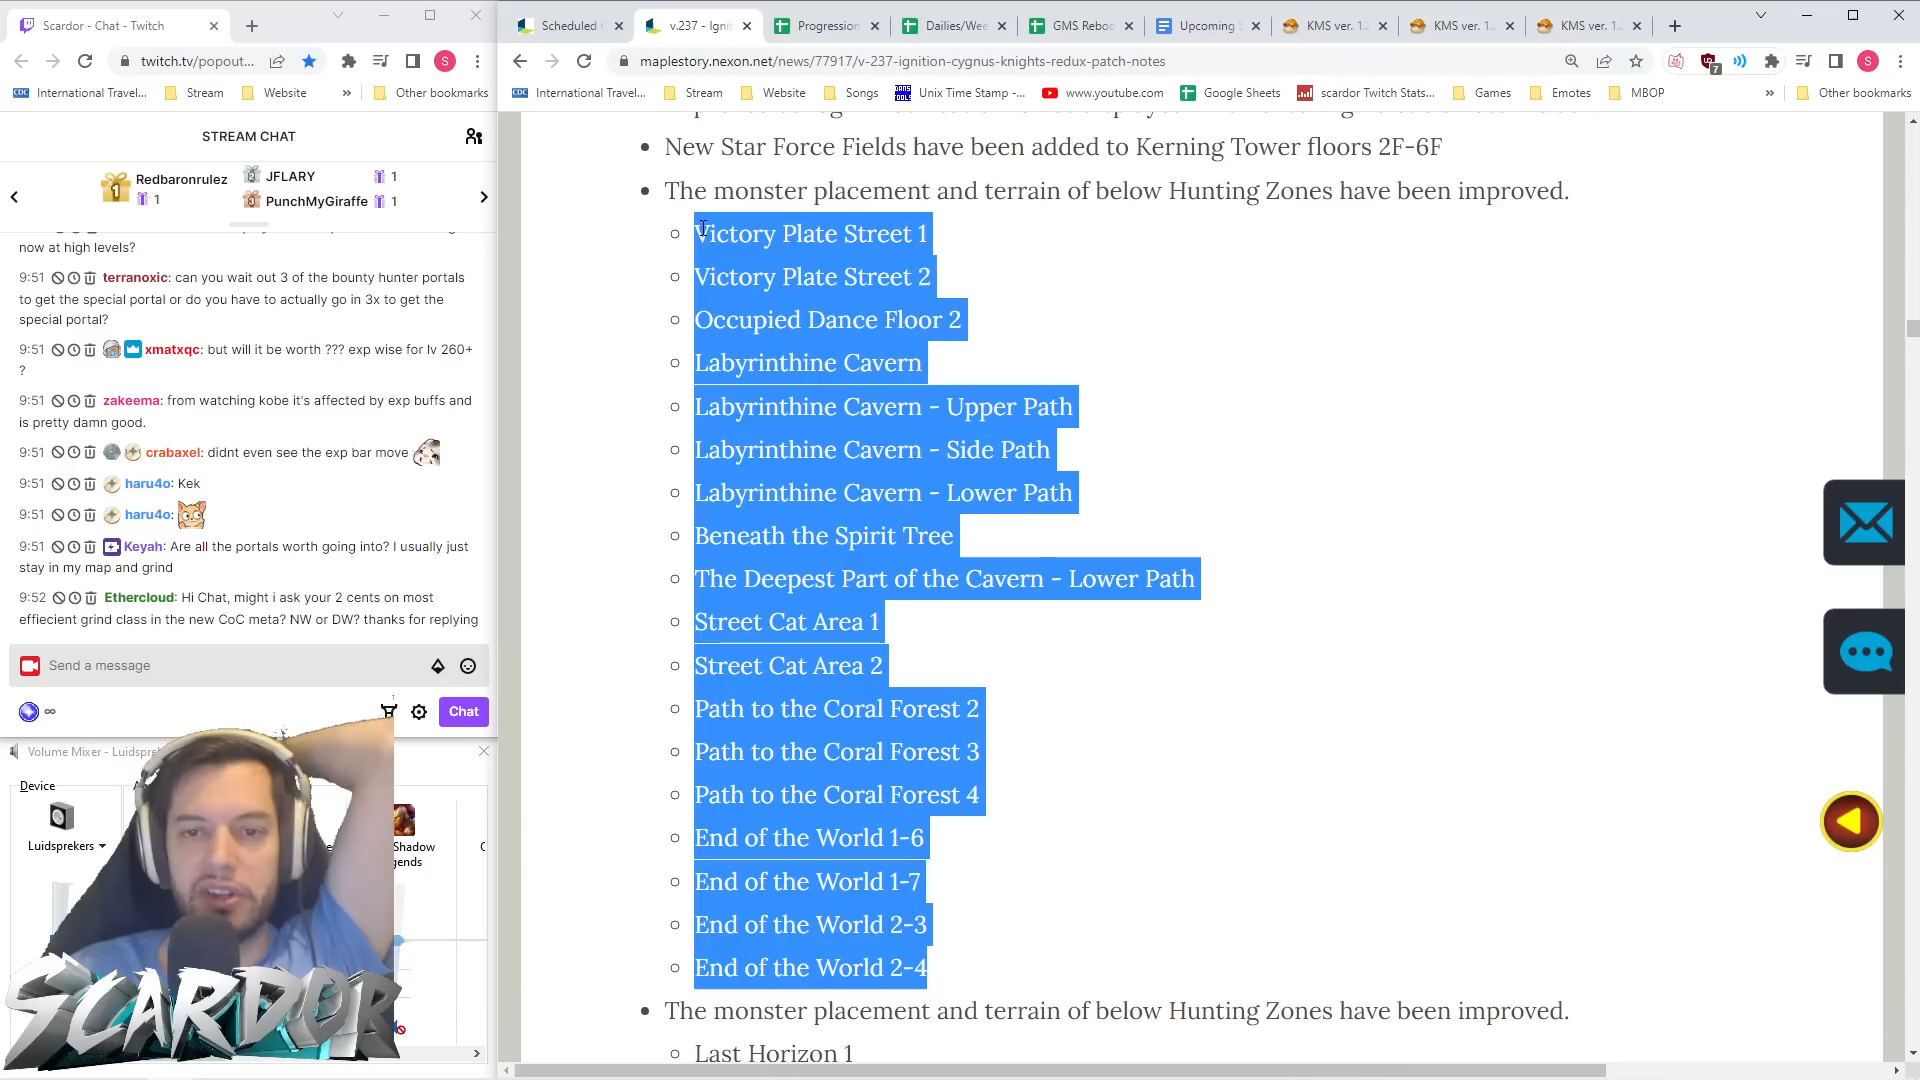 Scardor - Chat - Twitch
Scheduled
v.237 - Ignit
Progression
Dailies/Wee
GMS Reboo
Upcoming S
KMS ver. 1.2
KMS ver. 1.2
KMS ver. 1.2
twitch.tv/popout...
S
maplestory.nexon.net/news/77917/v-237-ignition-cygnus-knights-redux-patch-notes
7
S
CDC International Travel...
Stream
Website
»
Other bookmarks
CDC International Travel...
Stream
Website
Songs
Unix Time Stamp -...
www.youtube.com
Google Sheets
scardor Twitch Stats...
Games
Emotes
MBOP
»
Other bookmarks
STREAM CHAT
1 Redbaronrulez
1
2 JFLARY 1
3 PunchMyGiraffe 1
now at high levels?
9:51 terranoxic: can you wait out 3 of the bounty hunter portals
to get the special portal or do you have to actually go in 3x to get the
special portal?
9:51 xmatxqc: but will it be worth ??? exp wise for lv 260+
?
9:51 zakeema: from watching kobe it's affected by exp buffs and
is pretty damn good.
9:51 crabaxel: didnt even see the exp bar move
9:51 haru4o: Kek
9:51 haru4o:
9:51 Keyah: Are all the portals worth going into? I usually just
stay in my map and grind
9:52 Ethercloud: Hi Chat, might i ask your 2 cents on most
effiecient grind class in the new CoC meta? NW or DW? thanks for replying
Send a message
∞
Chat
Volume Mixer - Luidspre
Device
Luidsprekers
Shadow
gends
SCARDOR
New Star Force Fields have been added to Kerning Tower floors 2F-6F
The monster placement and terrain of below Hunting Zones have been improved.
Victory Plate Street 1
Victory Plate Street 2
Occupied Dance Floor 2
Labyrinthine Cavern
Labyrinthine Cavern - Upper Path
Labyrinthine Cavern - Side Path
Labyrinthine Cavern - Lower Path
Beneath the Spirit Tree
The Deepest Part of the Cavern - Lower Path
Street Cat Area 1
Street Cat Area 2
Path to the Coral Forest 2
Path to the Coral Forest 3
Path to the Coral Forest 4
End of the World 1-6
End of the World 1-7
End of the World 2-3
End of the World 2-4
The monster placement and terrain of below Hunting Zones have been improved.
Last Horizon 1